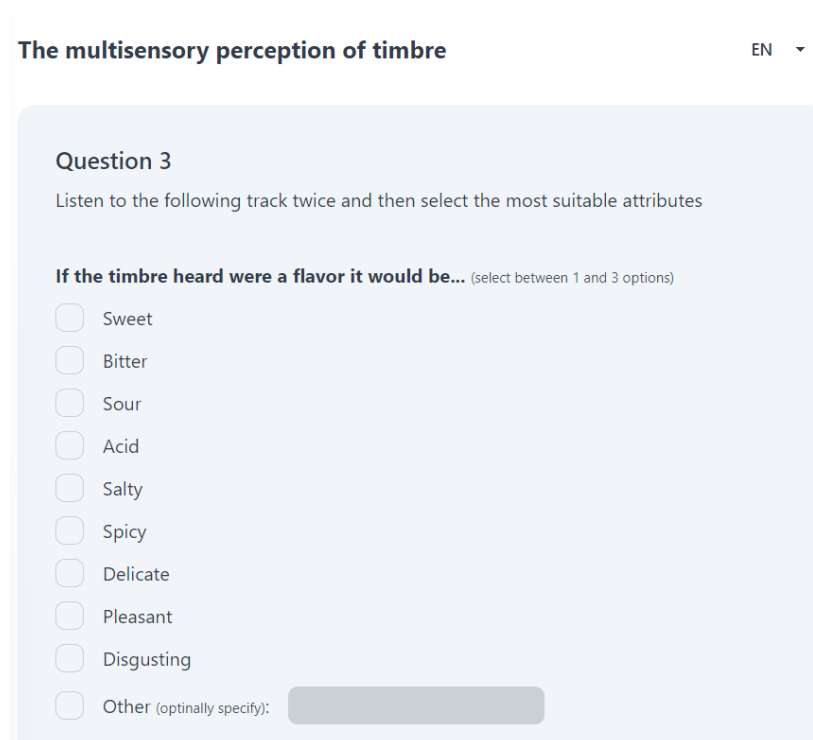 The multisensory perception of timbre
EN
Question 3
Listen to the following track twice and then select the most suitable attributes
If the timbre heard were a flavor it would be... (select between 1 and 3 options)
Sweet
Bitter
Sour
Acid
Salty
Spicy
Delicate
Pleasant
Disgusting
Other (optinally specify):